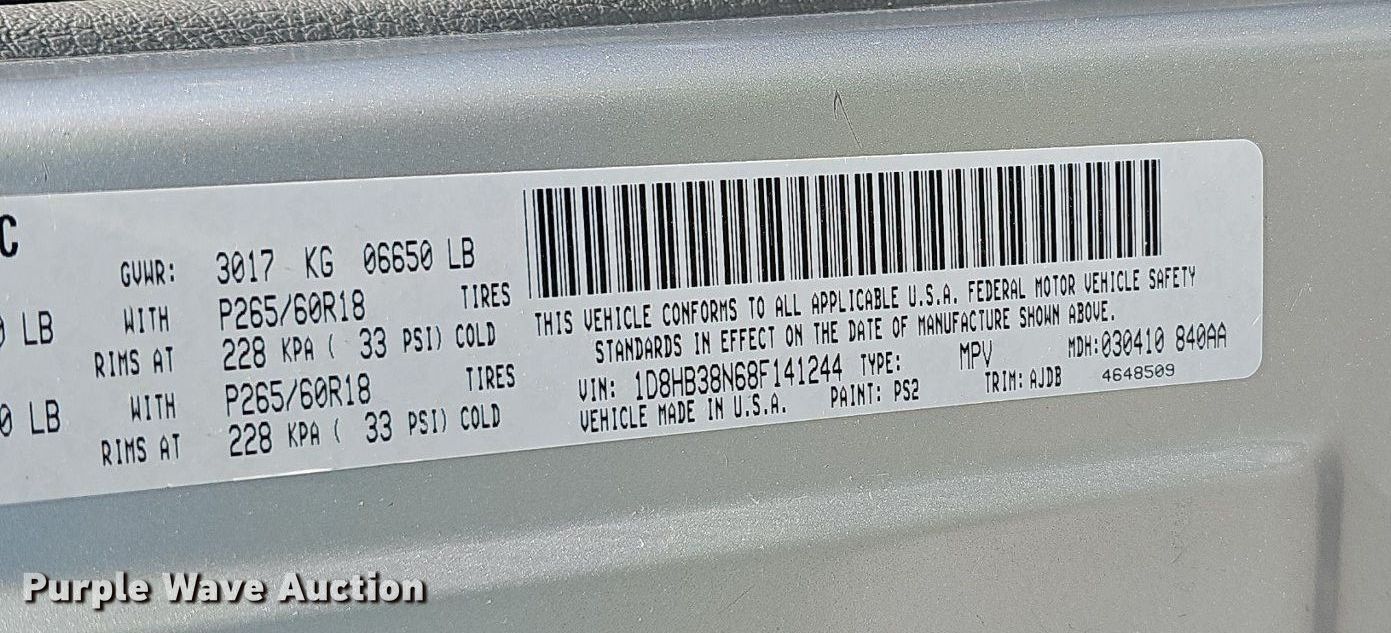 C
GVWR: 3017 KG 06650 LB
LB WITH P265/60R18 TIRES
RIMS AT 228 KPA ( 33 PSI) COLD
0 LB WITH P265/60R18 TIRES
RIMS AT 228 KPA ( 33 PSI) COLD
THIS VEHICLE CONFORMS TO ALL APPLICABLE U.S.A. FEDERAL MOTOR VEHICLE SAFETY
STANDARDS IN EFFECT ON THE DATE OF MANUFACTURE SHOWN ABOVE.
VIN: 1D8HB38N68F141244 TYPE: MPV MDH:030410 840AA
VEHICLE MADE IN U.S.A. PAINT: PS2 TRIM: AJDB 4648509
Purple Wave Auction